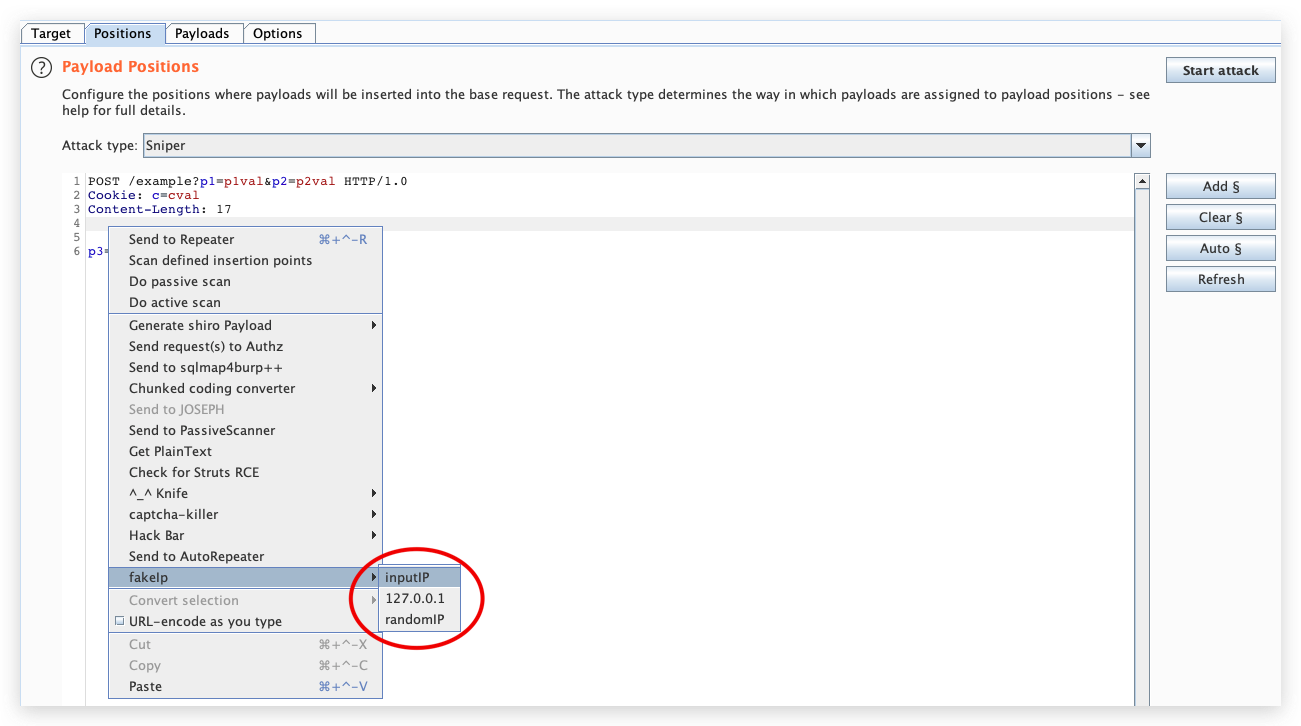 Target Positions Payloads Options
? Payload Positions
Start attack
Configure the positions where payloads will be inserted into the base request. The attack type determines the way in which payloads are assigned to payload positions – see
help for full details.
Attack type: Sniper
1 POST /example?p1=p1val&p2=p2val HTTP/1.0
2 Cookie: c=cval
3 Content-Length: 17
4
5
6 p3=
Add §
Clear §
Auto §
Refresh
Send to Repeater ⌘+^-R
Scan defined insertion points
Do passive scan
Do active scan
Generate shiro Payload
Send request(s) to Authz
Send to sqlmap4burp++
Chunked coding converter
Send to JOSEPH
Send to PassiveScanner
Get PlainText
Check for Struts RCE
^_^ Knife
captcha-killer
Hack Bar
Send to AutoRepeater
fakeIp
inputIP
127.0.0.1
randomIP
Convert selection
URL-encode as you type
Cut ⌘+^-X
Copy ⌘+^-C
Paste ⌘+^-V